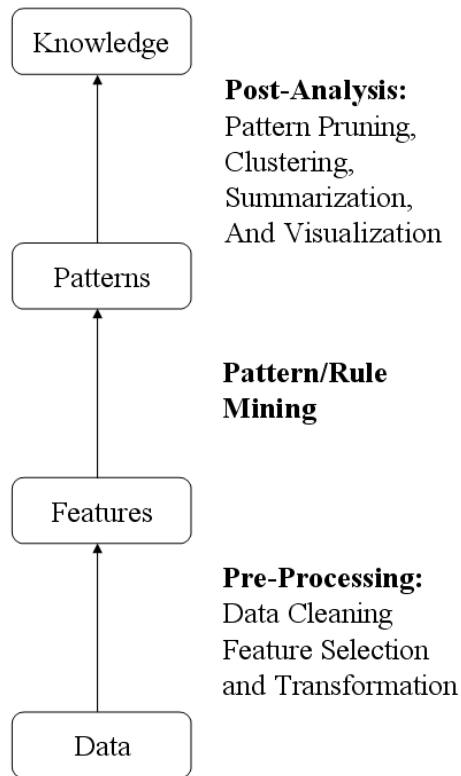 Knowledge
Post-Analysis:
Pattern Pruning,
Clustering,
Summarization,
And Visualization
Patterns
Pattern/Rule
Mining
Features
Pre-Processing:
Data Cleaning
Feature Selection
and Transformation
Data